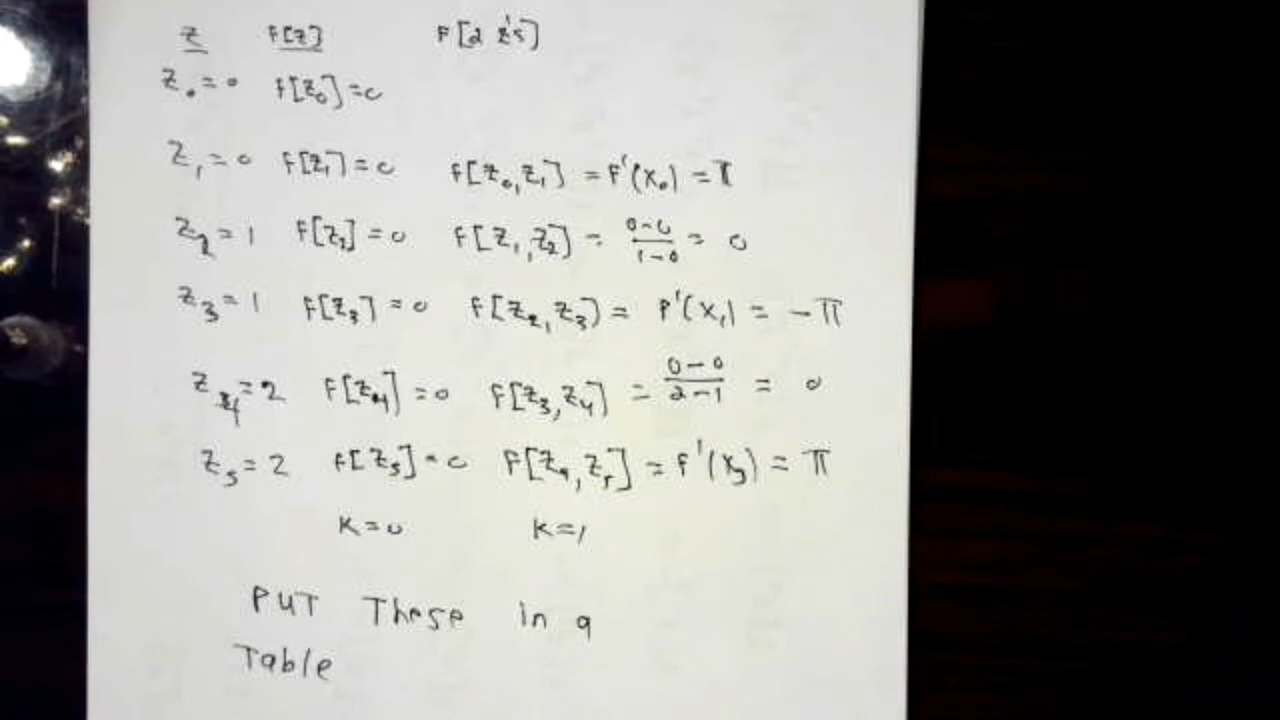 z f[z] F[2 z's]
z₀=0 f[z₀]=0
z₁=0 f[z₁]=0 f[z₀,z₁] = f'(x₀) = π
z₂=1 f[z₂]=0 f[z₁,z₂] = (0-0)/(1-0) = 0
z₃=1 f[z₃]=0 f[z₂,z₃) = f'(x₁) = -π
z₄=2 f[z₄]=0 f[z₃,z₄] = (0-0)/(2-1) = 0
z₅=2 f[z₅]=0 F[z₄,z₅] = f'(x₃) = π
K=0 K=1
PUT These in a
Table